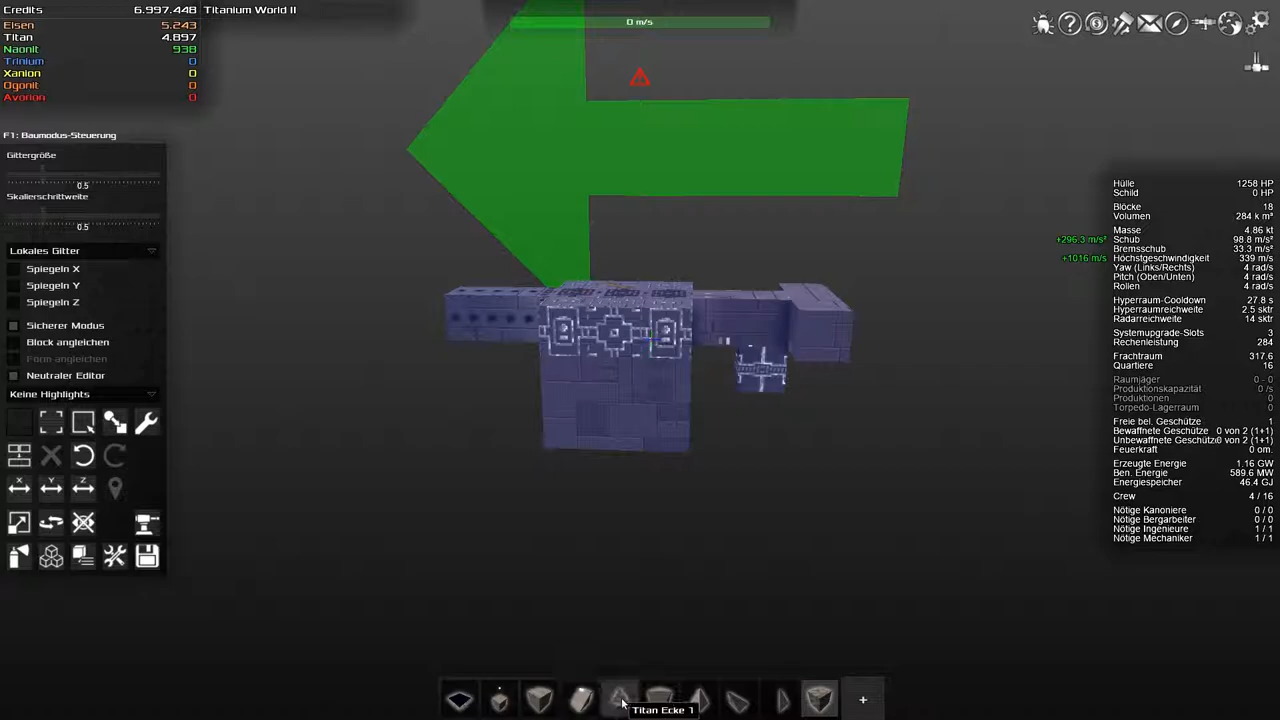 Credits 6.997.448 Titanium World II
Eisen 5.243
Titan 4.897
Naonit 938
Trinium 0
Xanion 0
Ogonit 0
Avorion 0
0 m/s
F1: Baumodus-Steuerung
Gittergröße
0.5
Skalierschrittweite
0.5
Lokales Gitter
Spiegeln X
Spiegeln Y
Spiegeln Z
Sicherer Modus
Block angleichen
Form angleichen
Neutraler Editor
Keine Highlights
X Y Z
Hülle 1258 HP
Schild 0 HP
Blöcke 18
Volumen 284 k m³
Masse 4.86 kt
+296.3 m/s² Schub 98.8 m/s²
Bremsschub 33.3 m/s²
+1016 m/s Höchstgeschwindigkeit 339 m/s
Yaw (Links/Rechts) 4 rad/s
Pitch (Oben/Unten) 4 rad/s
Rollen 4 rad/s
Hyperraum-Cooldown 27.8 s
Hyperraumreichweite 2.5 sktr
Radarreichweite 14 sktr
Systemupgrade-Slots 3
Rechenleistung 284
Frachtraum 317.6
Quartiere 16
Raumjäger 0 - 0
Produktionskapazität 0 /s
Produktionen 0
Torpedo-Lagerraum 0
Freie bel. Geschütze 1
Bewaffnete Geschütze 0 von 2 (1+1)
Unbewaffnete Geschütz 0 von 2 (1+1)
Feuerkraft 0 om.
Erzeugte Energie 1.16 GW
Ben. Energie 589.6 MW
Energiespeicher 46.4 GJ
Crew 4 / 16
Nötige Kanoniere 0 / 0
Nötige Bergarbeiter 0 / 0
Nötige Ingenieure 1 / 1
Nötige Mechaniker 1 / 1
Titan Ecke 1